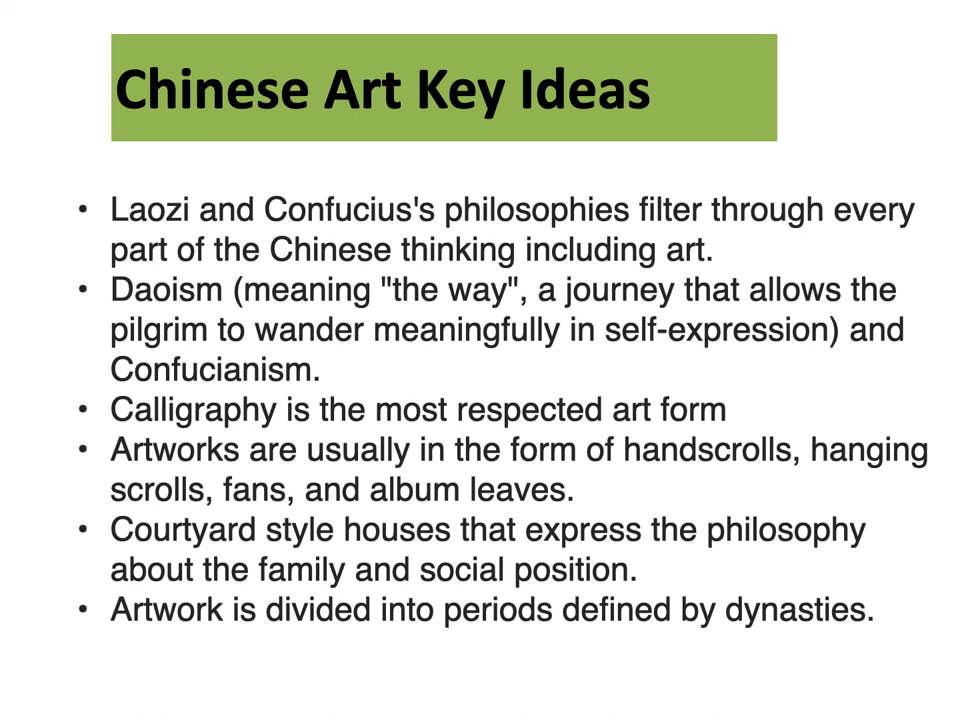 Chinese Art Key Ideas
• Laozi and Confucius's philosophies filter through every
part of the Chinese thinking including art.
• Daoism (meaning "the way", a journey that allows the
pilgrim to wander meaningfully in self-expression) and
Confucianism.
• Calligraphy is the most respected art form
• Artworks are usually in the form of handscrolls, hanging
scrolls, fans, and album leaves.
• Courtyard style houses that express the philosophy
about the family and social position.
• Artwork is divided into periods defined by dynasties.